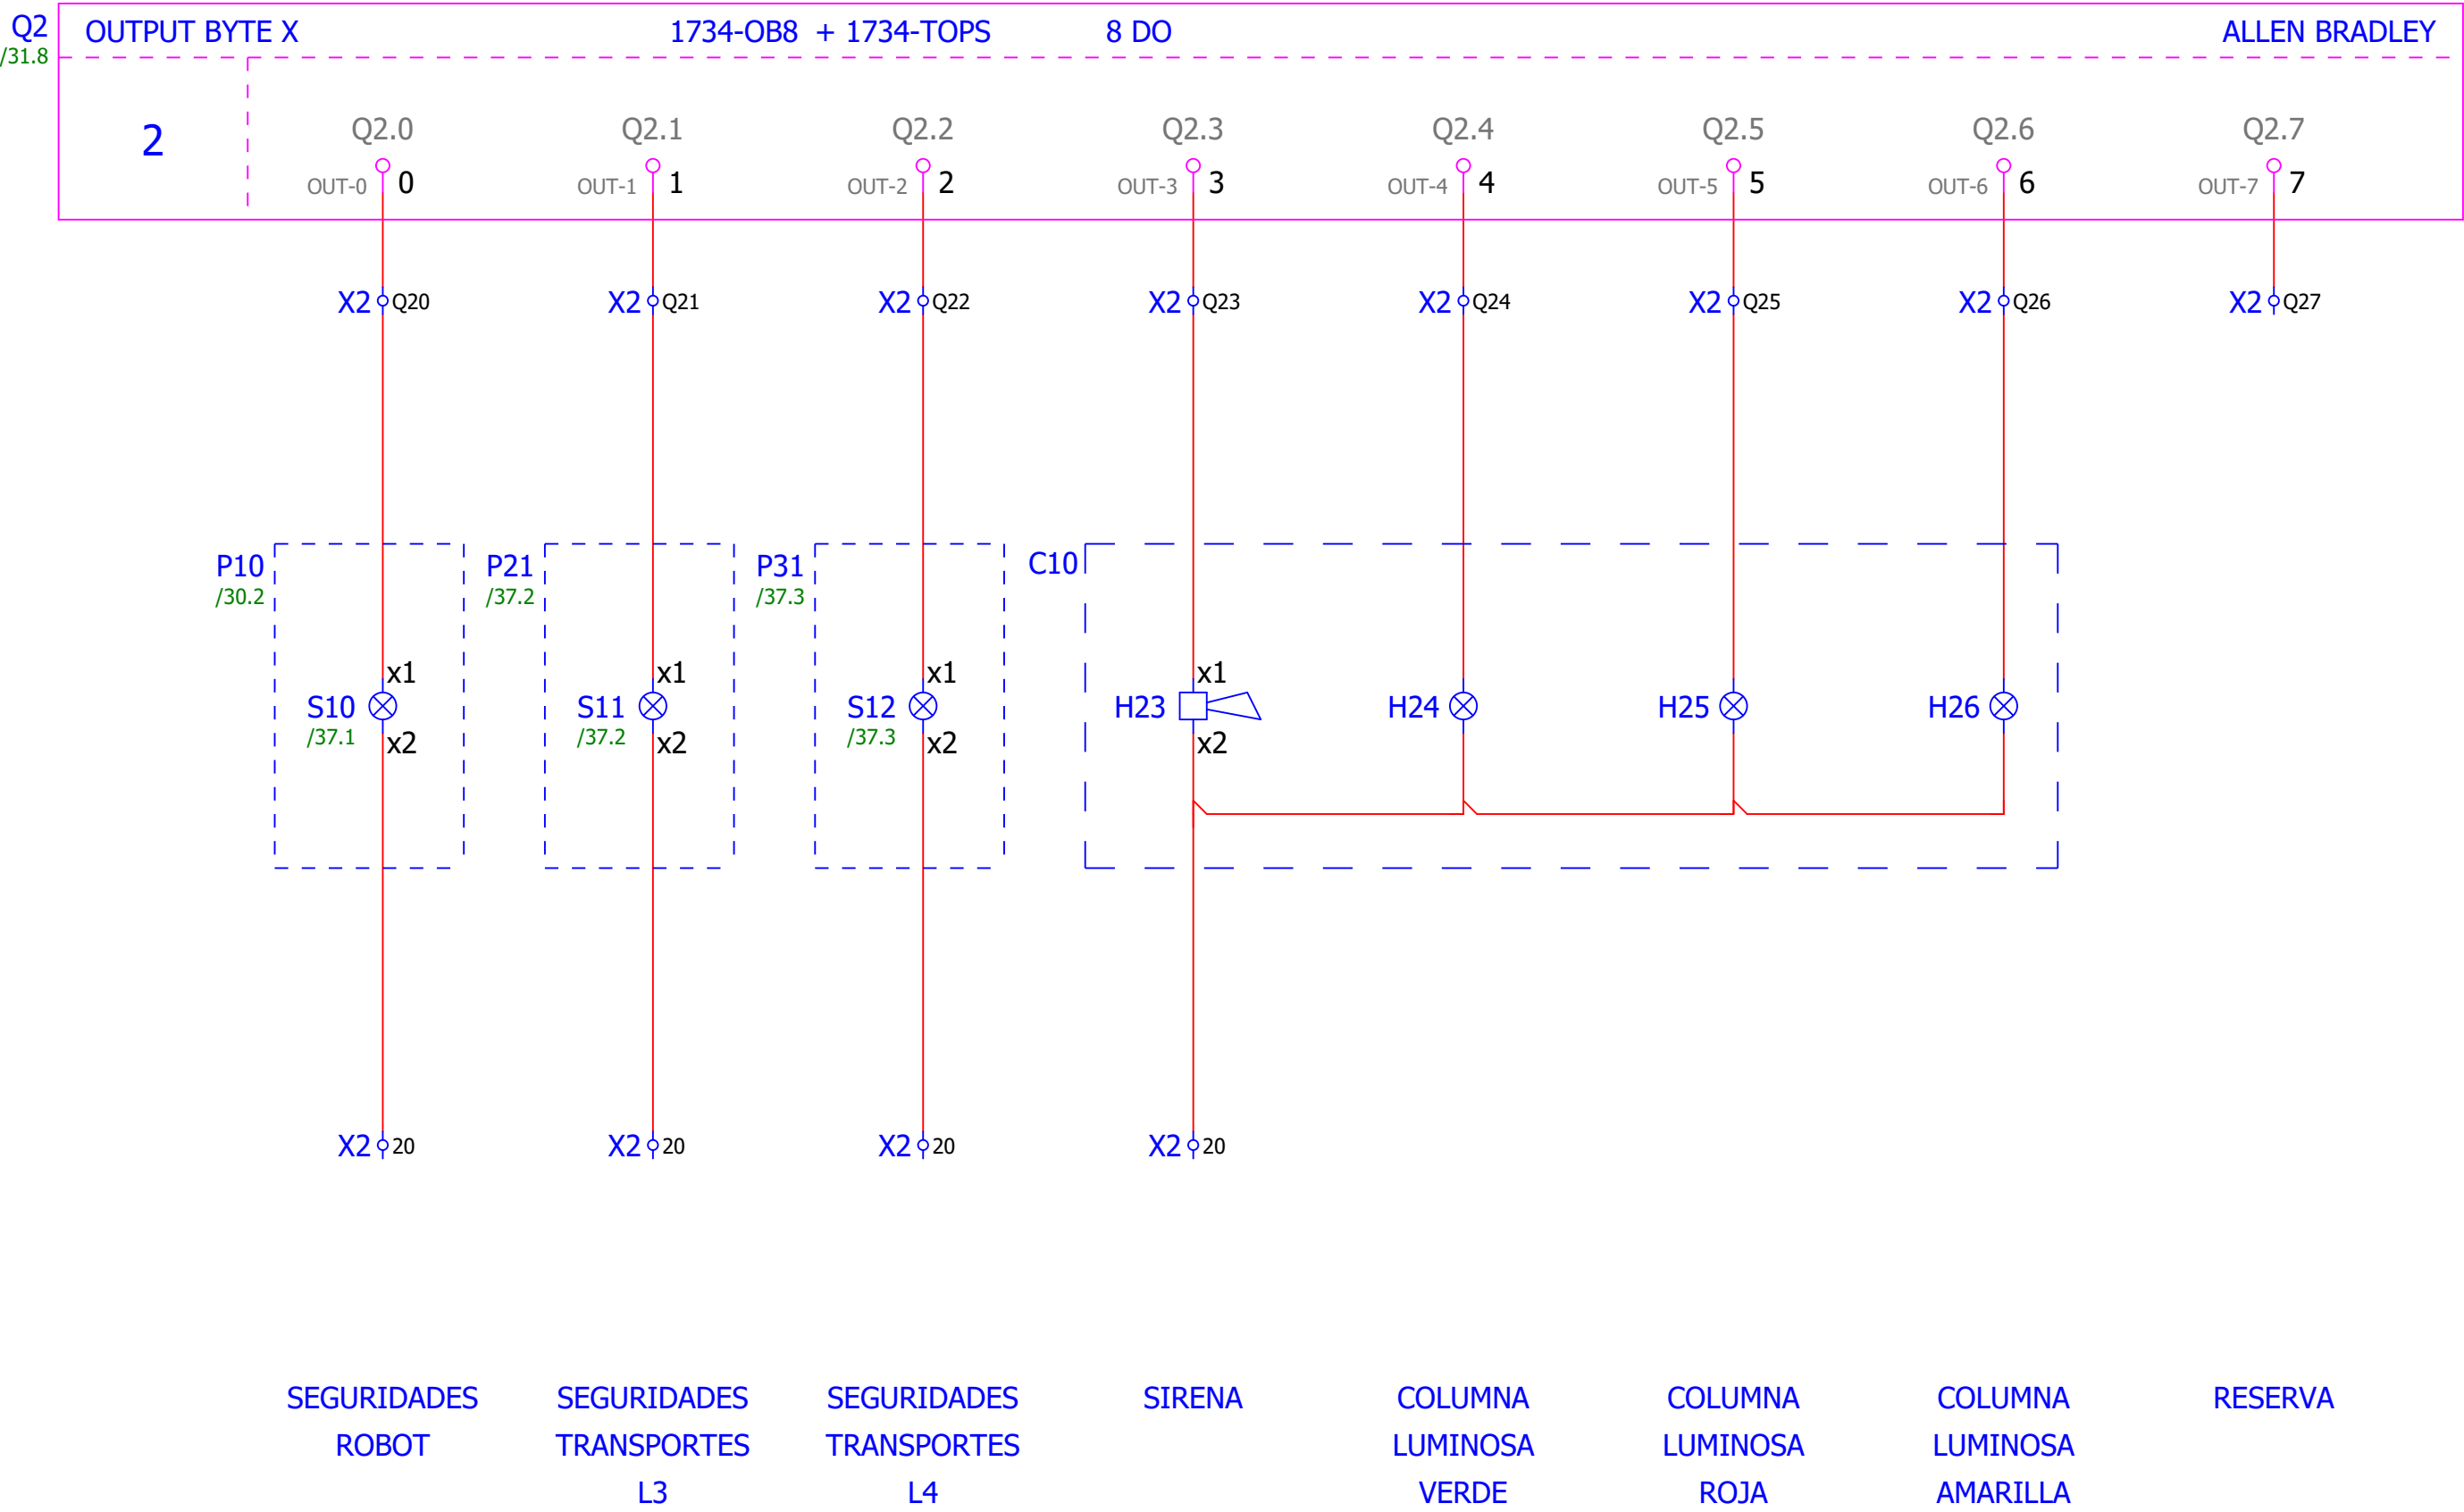 Q2 OUTPUT BYTE X 1734-OB8 + 1734-TOPS 8 DO ALLEN BRADLEY
/31.8
2 Q2.0 Q2.1 Q2.2 Q2.3 Q2.4 Q2.5 Q2.6 Q2.7
OUT-0 0 OUT-1 1 OUT-2 2 OUT-3 3 OUT-4 4 OUT-5 5 OUT-6 6 OUT-7 7
X2 Q20 X2 Q21 X2 Q22 X2 Q23 X2 Q24 X2 Q25 X2 Q26 X2 Q27
P10 P21 P31 C10
/30.2 /37.2 /37.3
x1 x1 x1 x1
S10 S11 S12 H23 H24 H25 H26
/37.1 /37.2 /37.3
x2 x2 x2 x2
X2 20 X2 20 X2 20 X2 20
SEGURIDADES SEGURIDADES SEGURIDADES SIRENA COLUMNA COLUMNA COLUMNA RESERVA
ROBOT TRANSPORTES TRANSPORTES LUMINOSA LUMINOSA LUMINOSA
L3 L4 VERDE ROJA AMARILLA